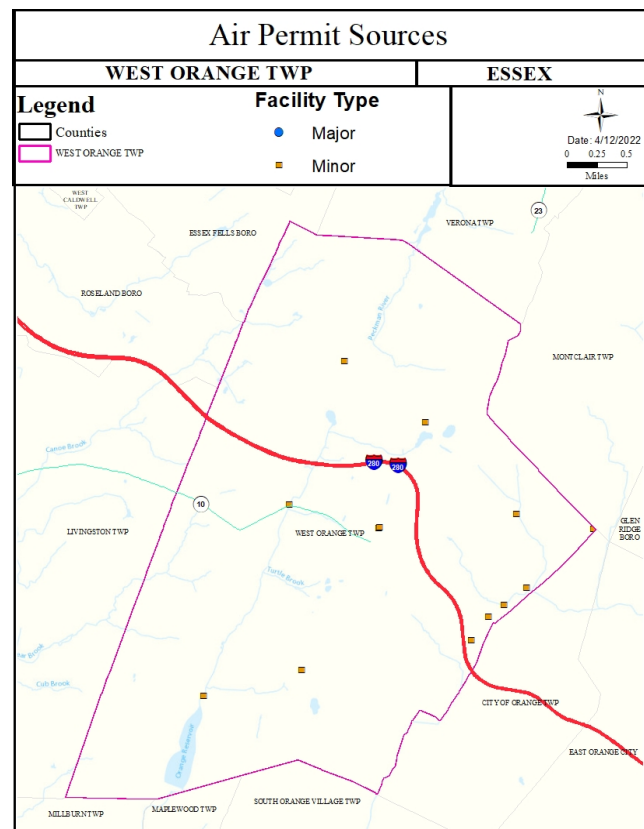 Air Permit Sources
WEST ORANGE TWP
ESSEX
Legend
Counties
WEST ORANGE TWP
Facility Type
Major
Minor
N
Date: 4/12/2022
0 0.25 0.5
Miles
WEST
CALDWELL
TWP
ESSEX FELLS BORO
VERONA TWP
23
ROSELAND BORO
Peckman River
MONTCLAIR TWP
Canoe Brook
280
280
10
LIVINGSTON TWP
WEST ORANGE TWP
GLEN
RIDGE
BORO
Turtle Brook
Brook
Cub Brook
CITY OF ORANGE TWP
Orange Reservoir
EAST ORANGE CITY
SOUTH ORANGE VILLAGE TWP
MAPLEWOOD TWP
MILLBURN TWP